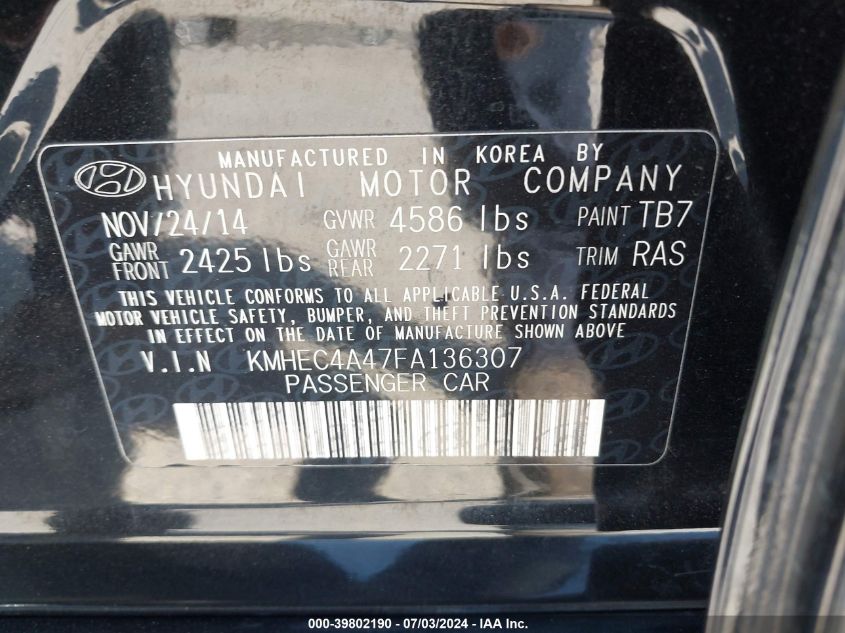 MANUFACTURED IN KOREA BY
HYUNDAI MOTOR COMPANY
NOV/24/14 GVWR 4586 lbs PAINT TB7
GAWR FRONT 2425 lbs GAWR REAR 2271 lbs TRIM RAS
THIS VEHICLE CONFORMS TO ALL APPLICABLE U.S.A. FEDERAL
MOTOR VEHICLE SAFETY, BUMPER, AND THEFT PREVENTION STANDARDS
IN EFFECT ON THE DATE OF MANUFACTURE SHOWN ABOVE
V.I.N KMHEC4A47FA136307
PASSENGER CAR
000-39802190 - 07/03/2024 - IAA Inc.